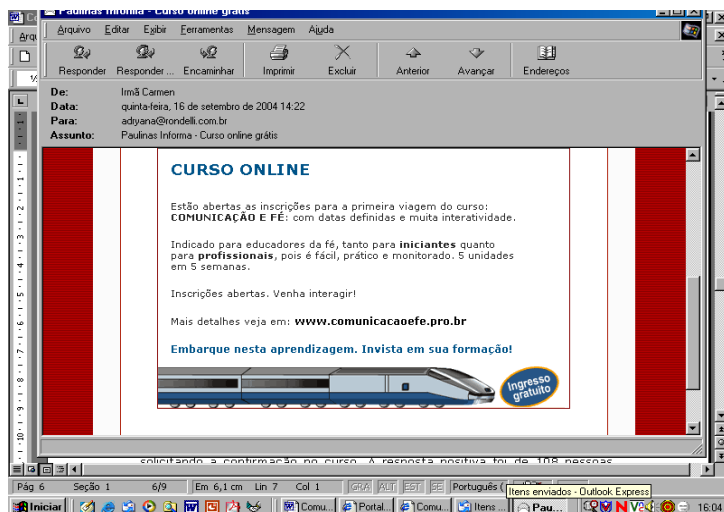 Paulinas Informa - Curso online grátis
Arquivo Editar Exibir Ferramentas Mensagem Ajuda
Responder Responder ... Encaminhar Imprimir Excluir Anterior Avançar Endereços
De: Irmã Carmen
Data: quinta-feira, 16 de setembro de 2004 14:22
Para: adryana@rondelli.com.br
Assunto: Paulinas Informa - Curso online grátis
CURSO ONLINE
Estão abertas as inscrições para a primeira viagem do curso:
COMUNICAÇÃO E FÉ: com datas definidas e muita interatividade.
Indicado para educadores da fé, tanto para iniciantes quanto
para profissionais, pois é fácil, prático e monitorado. 5 unidades
em 5 semanas.
Inscrições abertas. Venha interagir!
Mais detalhes veja em: www.comunicacaoefe.pro.br
Embarque nesta aprendizagem. Invista em sua formação!
Ingresso
gratuito
solicitando a confirmação no curso. A resposta positiva foi de 108 pessoas
Pág 6 Seção 1 6/9 Em 6,1 cm Lin 7 Col 1 GRA ALT EST SE Português (
Itens enviados - Outlook Express
Iniciar Comu... Portal... Comu... Itens ... Pau... 16:04